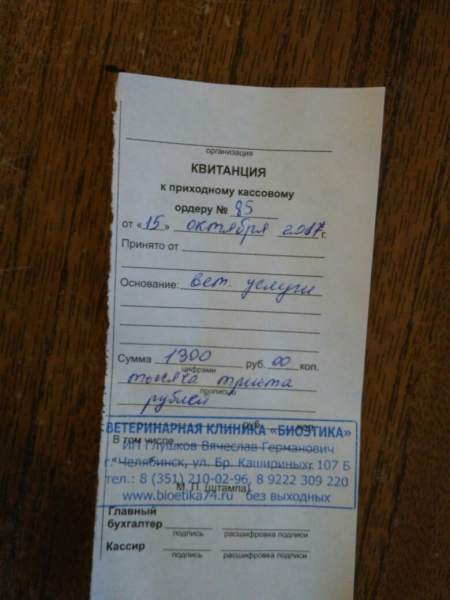 организация
КВИТАНЦИЯ
к приходному кассовому
ордеру № 85
от «15» октября 2017г.
Принято от
Основание: вет. услуги
Сумма 1300 руб. 00 коп.
цифрами
тысяча триста
прописью
рублей руб. коп.
ВЕТЕРИНАРНАЯ КЛИНИКА «БИОЭТИКА»
В том числе
ИП Глушков Вячеслав Германович
г. Челябинск, ул. Бр. Кашириных 107 Б
тел.: 8 (351) 210-02-96, 8 9222 309 220
М. П. (штампа)
www.bioetika74.ru без выходных
Главный
бухгалтер
подпись расшифровка подписи
Кассир
подпись расшифровка подписи